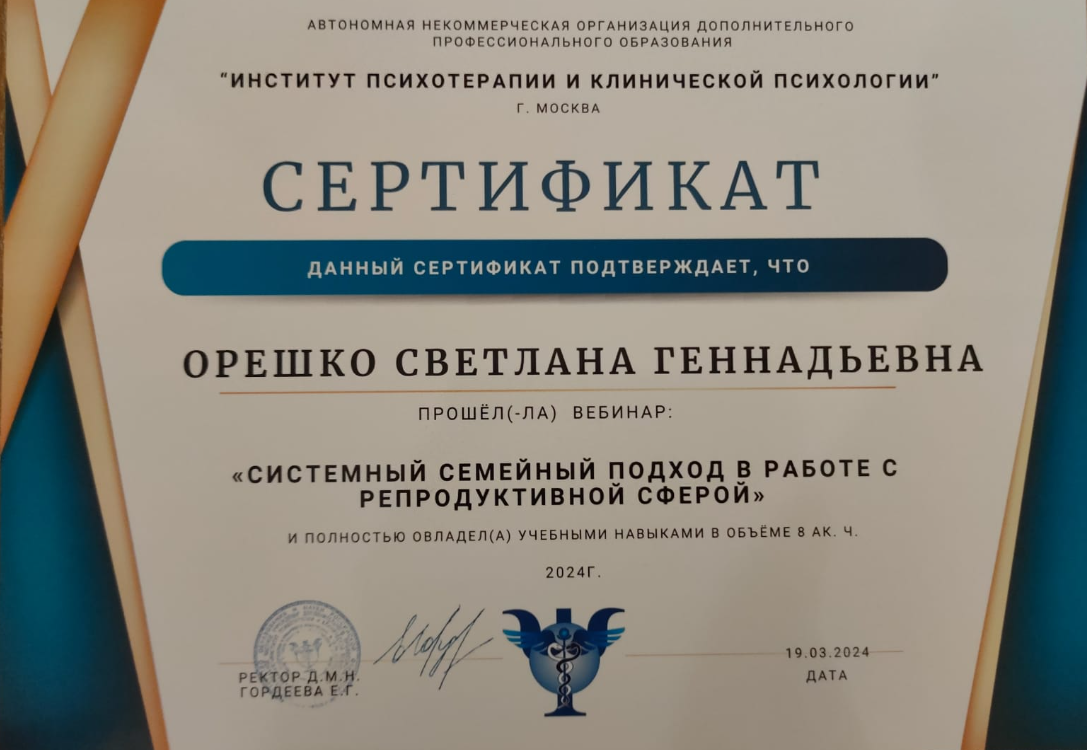 АВТОНОМНАЯ НЕКОММЕРЧЕСКАЯ ОРГАНИЗАЦИЯ ДОПОЛНИТЕЛЬНОГО
ПРОФЕССИОНАЛЬНОГО ОБРАЗОВАНИЯ
"ИНСТИТУТ ПСИХОТЕРАПИИ И КЛИНИЧЕСКОЙ ПСИХОЛОГИИ"
Г. МОСКВА
СЕРТИФИКАТ
ДАННЫЙ СЕРТИФИКАТ ПОДТВЕРЖДАЕТ, ЧТО
ОРЕШКО СВЕТЛАНА ГЕННАДЬЕВНА
ПРОШЁЛ(-ЛА) ВЕБИНАР:
«СИСТЕМНЫЙ СЕМЕЙНЫЙ ПОДХОД В РАБОТЕ С
РЕПРОДУКТИВНОЙ СФЕРОЙ»
И ПОЛНОСТЬЮ ОВЛАДЕЛ(А) УЧЕБНЫМИ НАВЫКАМИ В ОБЪЁМЕ 8 АК. Ч.
2024Г.
РЕКТОР Д.М.Н.
ГОРДЕЕВА Е.Г.
19.03.2024
ДАТА